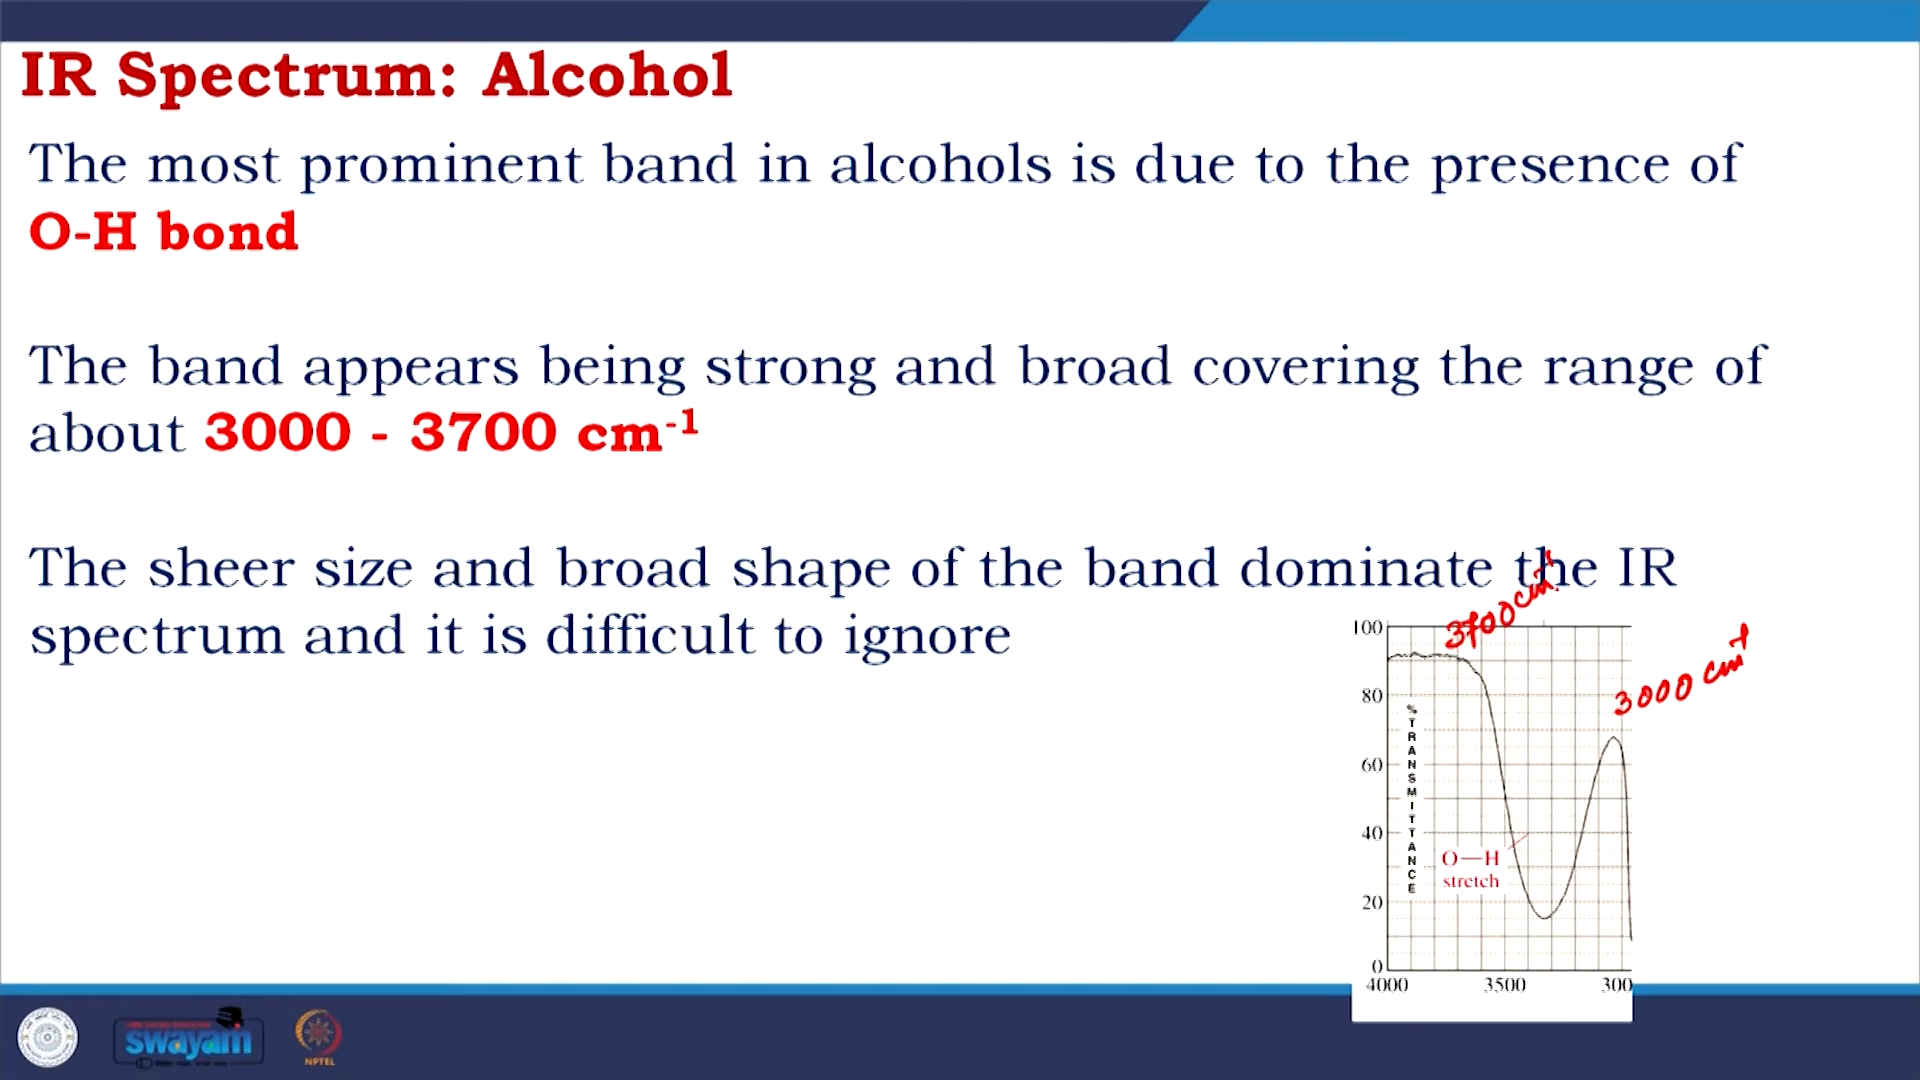 IR Spectrum: Alcohol
The most prominent band in alcohols is due to the presence of
O-H bond
The band appears being strong and broad covering the range of
about 3000 - 3700 cm-1
The sheer size and broad shape of the band dominate the IR
spectrum and it is difficult to ignore
3700 cm-1
3000 cm-1
100
80
60
40
20
0
%TRANSMITTANCE
O—H
stretch
4000 3500 300
swayam
NPTEL